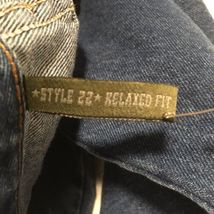 ★STYLE 22★ RELAXED FIT